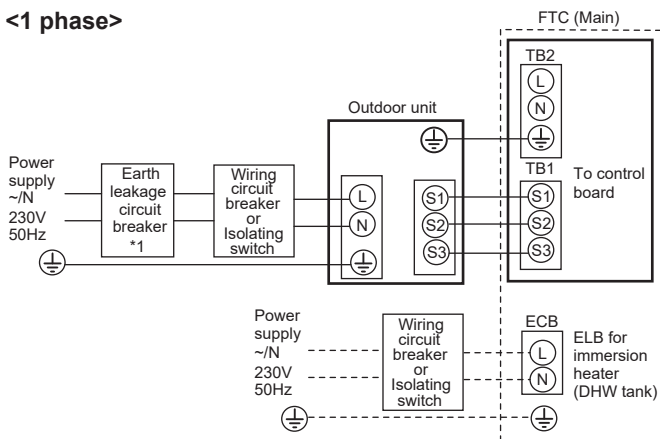 <1 phase>
FTC (Main)
TB2
L
N
Outdoor unit
TB1
To control
board
S1
S2
S3
Power
supply
~/N
230V
50Hz
Earth
leakage
circuit
breaker
*1
Wiring
circuit
breaker
or
Isolating
switch
L
N
S1
S2
S3
Power
supply
~/N
230V
50Hz
Wiring
circuit
breaker
or
Isolating
switch
ECB
L
N
ELB for
immersion
heater
(DHW tank)